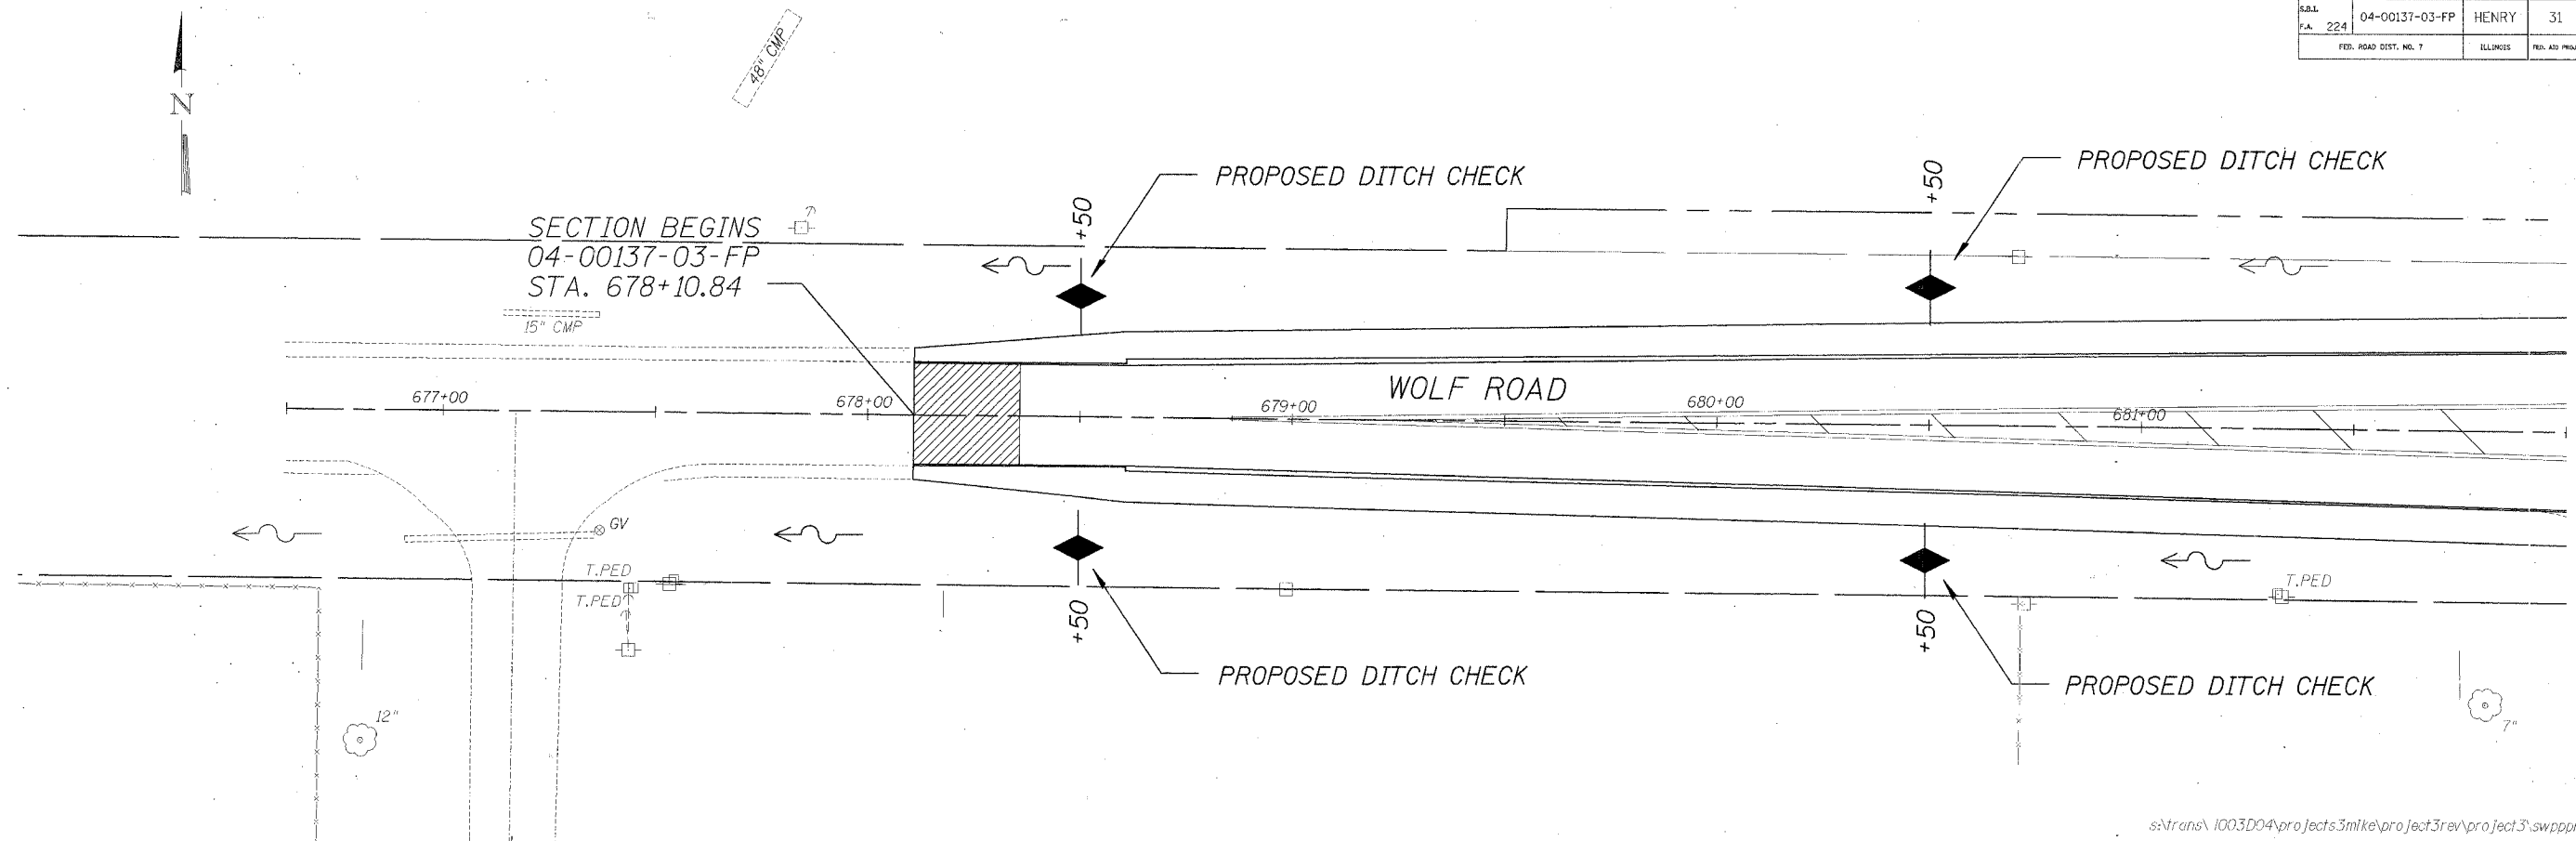 S.B.I.
F.A. 224
04-00137-03-FP
HENRY
31
FED. ROAD DIST. NO. 7
ILLINOIS
48" CMP
N
PROPOSED DITCH CHECK
PROPOSED DITCH CHECK
+50
+50
SECTION BEGINS
04-00137-03-FP
STA. 678+10.84
15" CMP
WOLF ROAD
677+00
678+00
679+00
680+00
681+00
GV
T.PED
T.PED
T.PED
+50
+50
PROPOSED DITCH CHECK
PROPOSED DITCH CHECK
12"
7"
s:\trans\1003D04\projects3mike\project3rev\project3\swppp